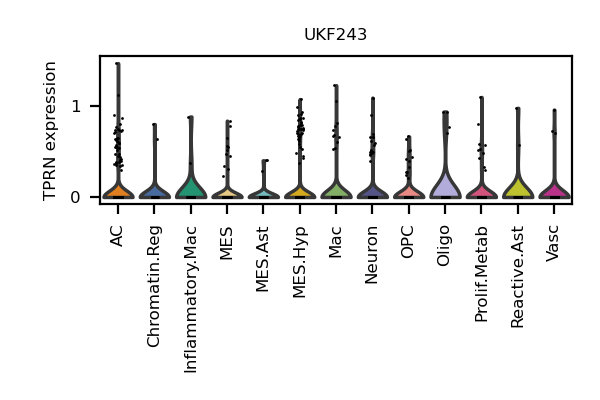 UKF243
TPRN expression
1
0
AC
Chromatin.Reg
Inflammatory.Mac
MES
MES.Ast
MES.Hyp
Mac
Neuron
OPC
Oligo
Prolif.Metab
Reactive.Ast
Vasc